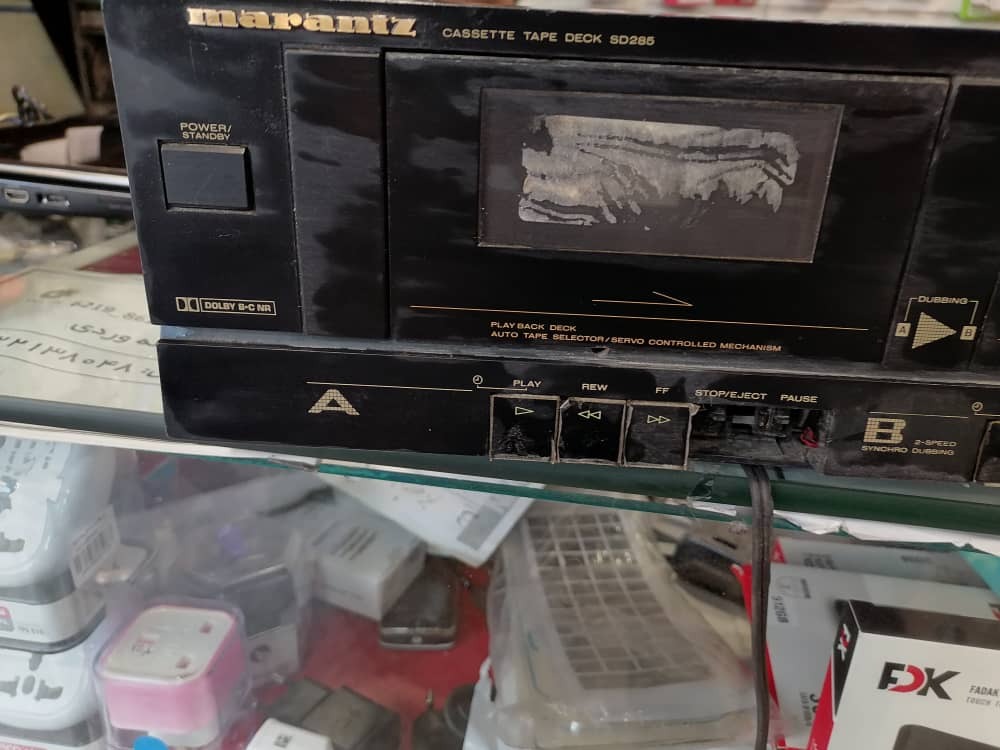 marantz
CASSETTE TAPE DECK SD285
POWER/
STANDBY
DOLBY B·C NR
PLAY BACK DECK
AUTO TAPE SELECTOR/SERVO CONTROLLED MECHANISM
DUBBING
A B
A
PLAY REW FF STOP/EJECT PAUSE
B
2-SPEED
SYNCHRO DUBBING
FDK
FADAK